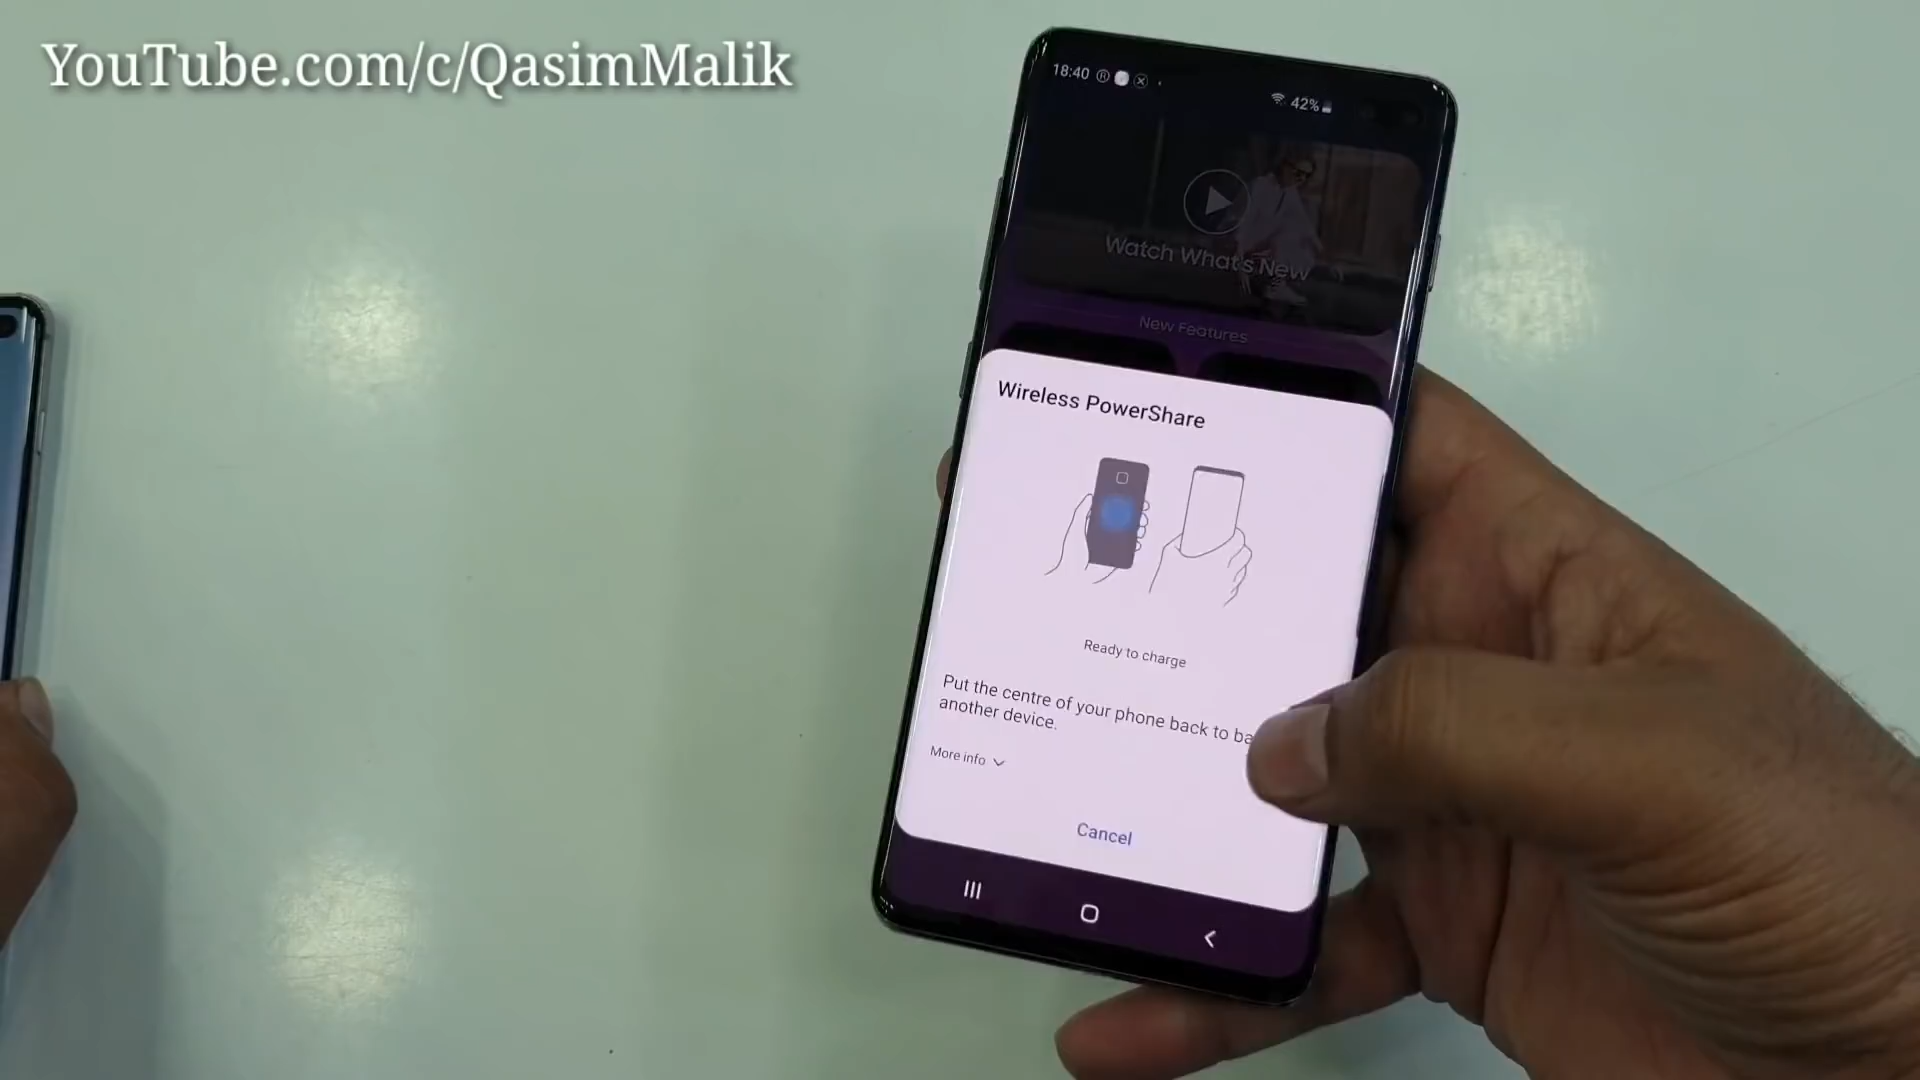 YouTube.com/c/QasimMalik
18:40
42%
Watch What's New
New Features
Wireless PowerShare
Ready to charge
Put the centre of your phone back to
another device.
More info
Cancel